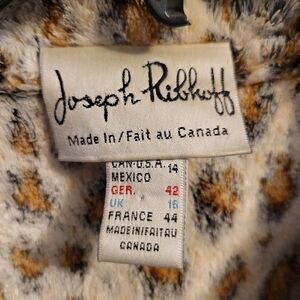 Joseph Ribkoff
Made In/Fait au Canada
CAN-U.S.A. 14
MEXICO
GER. 42
UK 16
FRANCE 44
MADE IN/FAIT AU
CANADA